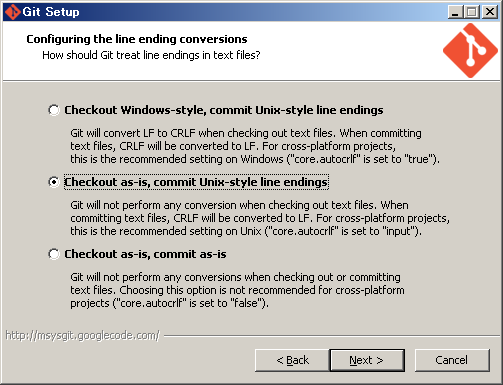 Git Setup
Configuring the line ending conversions
How should Git treat line endings in text files?
Checkout Windows-style, commit Unix-style line endings
Git will convert LF to CRLF when checking out text files. When committing
text files, CRLF will be converted to LF. For cross-platform projects,
this is the recommended setting on Windows ("core.autocrlf" is set to "true").
Checkout as-is, commit Unix-style line endings
Git will not perform any conversion when checking out text files. When
committing text files, CRLF will be converted to LF. For cross-platform projects,
this is the recommended setting on Unix ("core.autocrlf" is set to "input").
Checkout as-is, commit as-is
Git will not perform any conversions when checking out or committing
text files. Choosing this option is not recommended for cross-platform
projects ("core.autocrlf" is set to "false").
http://msysgit.googlecode.com/
< Back
Next >
Cancel